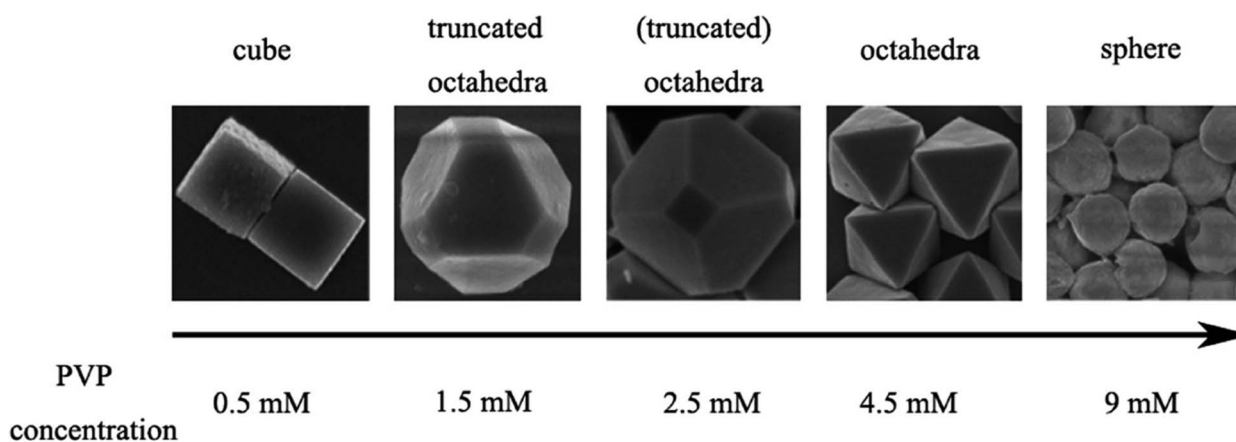 cube
truncated
octahedra
(truncated)
octahedra
octahedra
sphere
PVP
concentration
0.5 mM
1.5 mM
2.5 mM
4.5 mM
9 mM